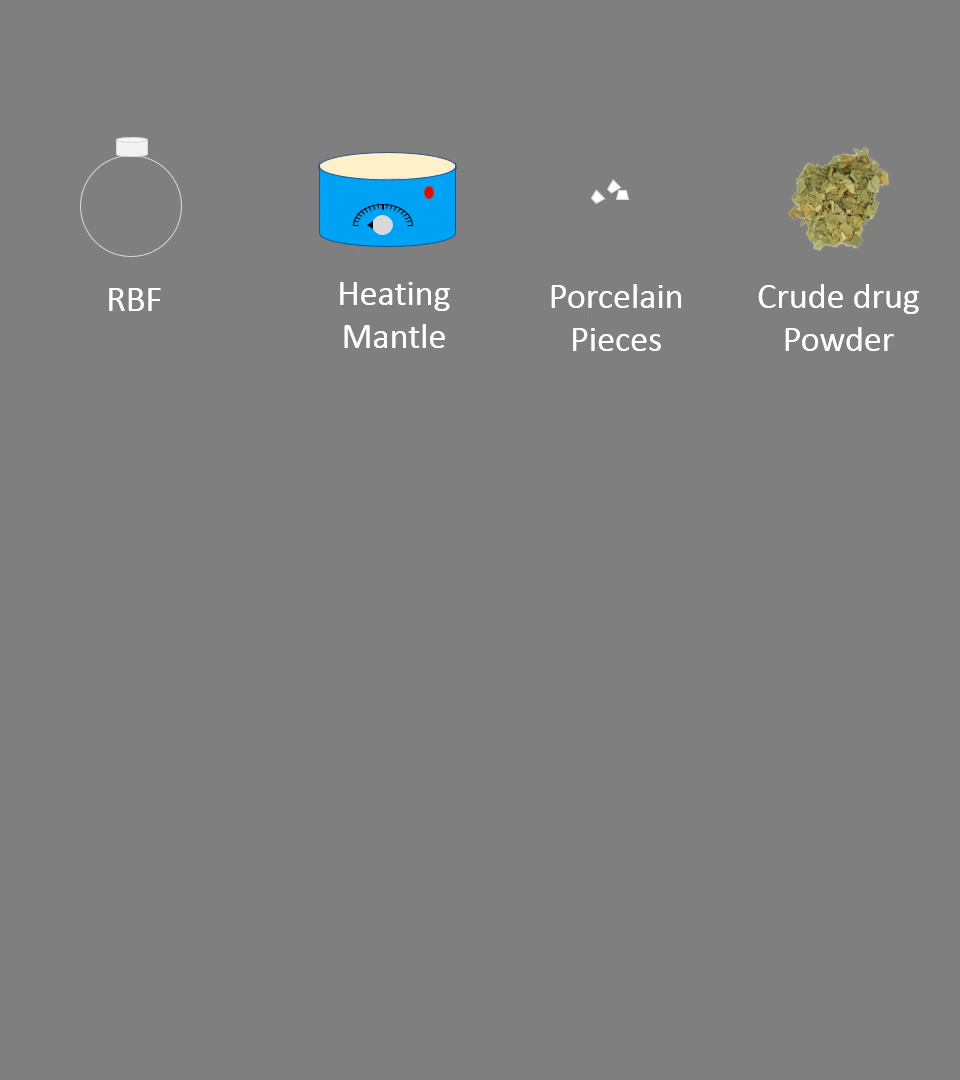 RBF
Heating
Mantle
Porcelain
Pieces
Crude drug
Powder